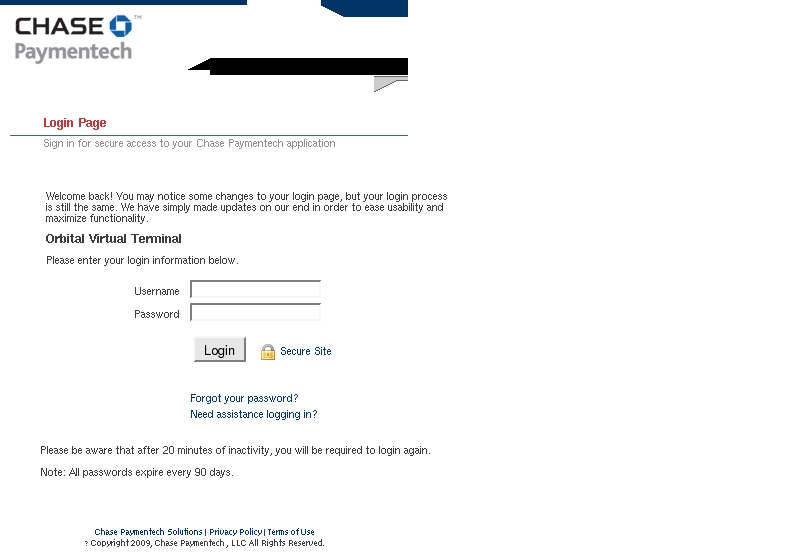 CHASE ™
Paymentech
Login Page
Sign in for secure access to your Chase Paymentech application
Welcome back! You may notice some changes to your login page, but your login process
is still the same. We have simply made updates on our end in order to ease usability and
maximize functionality.
Orbital Virtual Terminal
Please enter your login information below.
Username
Password
Login Secure Site
Forgot your password?
Need assistance logging in?
Please be aware that after 20 minutes of inactivity, you will be required to login again.
Note: All passwords expire every 90 days.
Chase Paymentech Solutions | Privacy Policy | Terms of Use
? Copyright 2009, Chase Paymentech , LLC All Rights Reserved.